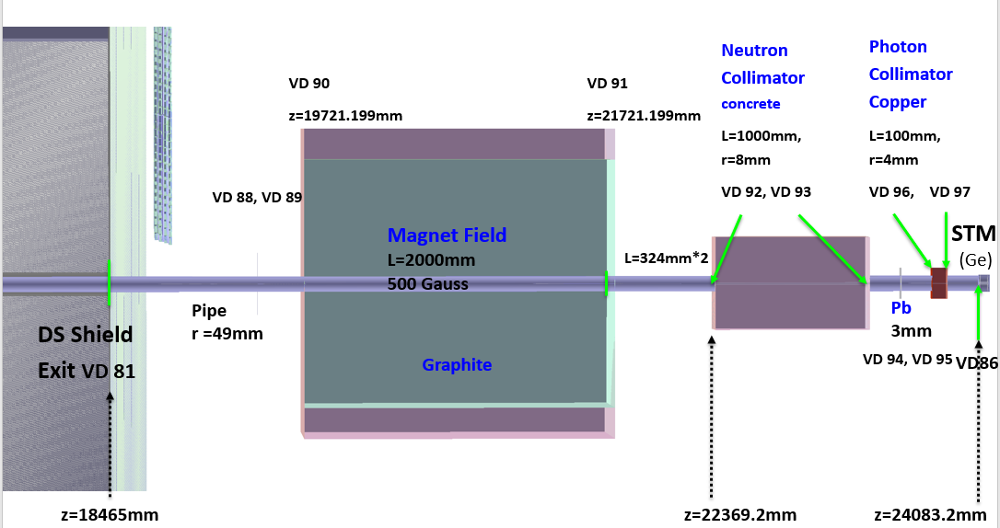 Neutron
Collimator
concrete
L=1000mm,
r=8mm
VD 92, VD 93
Photon
Collimator
Copper
L=100mm,
r=4mm
VD 96,
VD 97
STM
(Ge)
VD 90
z=19721.199mm
VD 91
z=21721.199mm
VD 88, VD 89
Magnet Field
L=2000mm
500 Gauss
L=324mm*2
Graphite
Pipe
r =49mm
DS Shield
Exit VD 81
Pb
3mm
VD 94, VD 95
VD86
z=18465mm
z=22369.2mm
z=24083.2mm